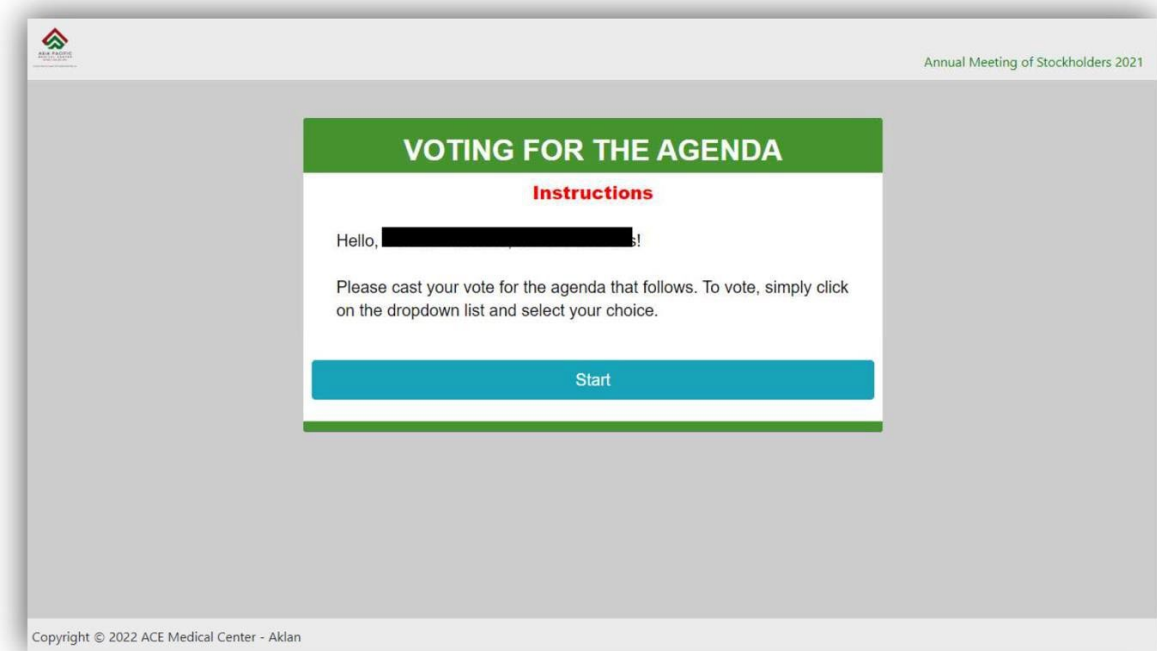 ASIA PACIFIC
Annual Meeting of Stockholders 2021
VOTING FOR THE AGENDA
Instructions
Hello, s!
Please cast your vote for the agenda that follows. To vote, simply click
on the dropdown list and select your choice.
Start
Copyright © 2022 ACE Medical Center - Aklan